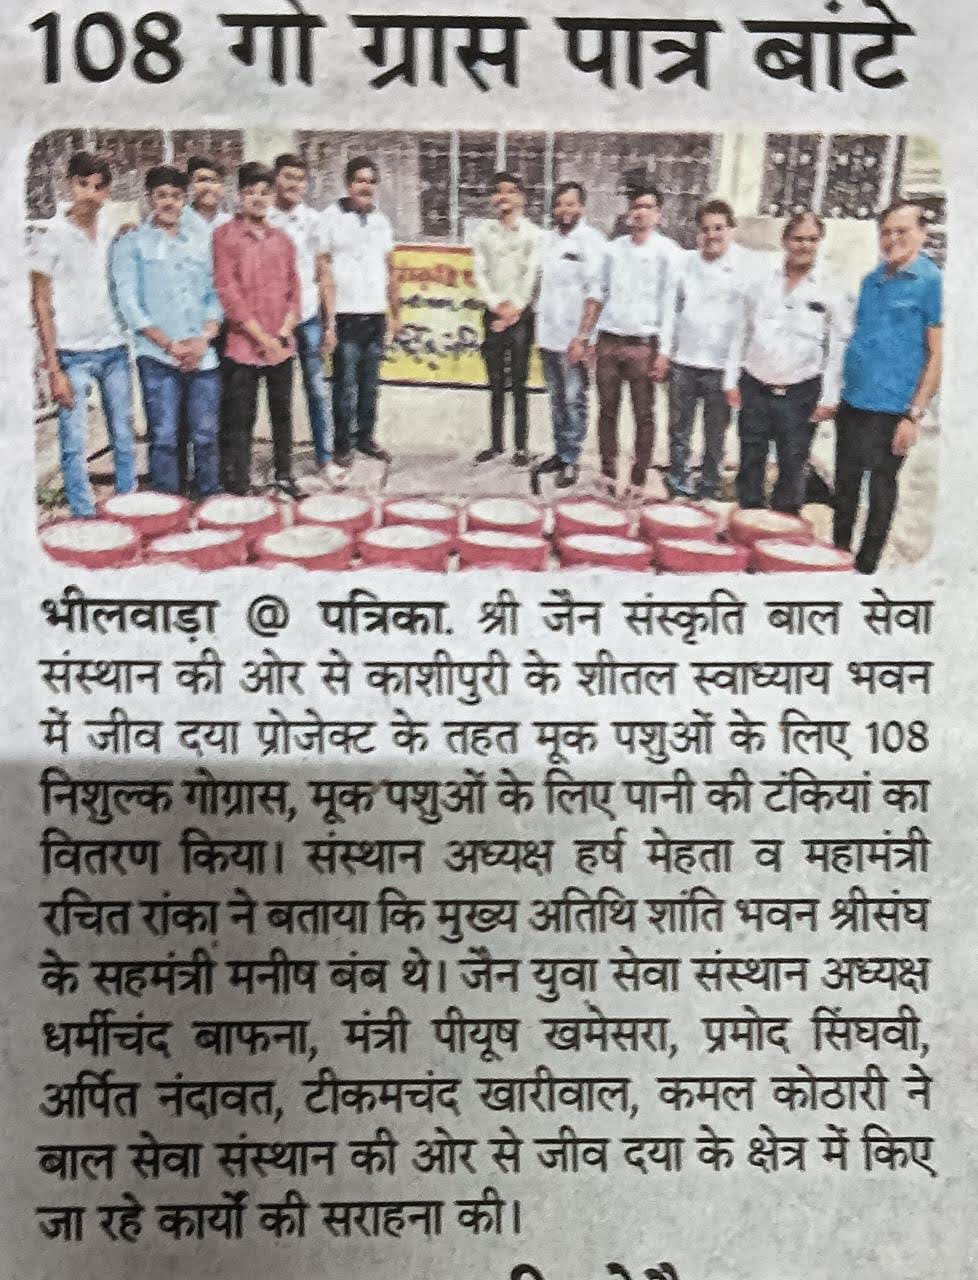 108 गो ग्रास पात्र बांटे
भीलवाड़ा @ पत्रिका. श्री जैन संस्कृति बाल सेवा
संस्थान की ओर से काशीपुरी के शीतल स्वाध्याय भवन
में जीव दया प्रोजेक्ट के तहत मूक पशुओं के लिए 108
निशुल्क गोग्रास, मूक पशुओं के लिए पानी की टंकियां का
वितरण किया। संस्थान अध्यक्ष हर्ष मेहता व महामंत्री
रचित रांका ने बताया कि मुख्य अतिथि शांति भवन श्रीसंघ
के सहमंत्री मनीष बंब थे। जैन युवा सेवा संस्थान अध्यक्ष
धर्मीचंद बाफना, मंत्री पीयूष खमेसरा, प्रमोद सिंघवी,
अर्पित नंदावत, टीकमचंद खारीवाल, कमल कोठारी ने
बाल सेवा संस्थान की ओर से जीव दया के क्षेत्र में किए
जा रहे कार्यों की सराहना की।